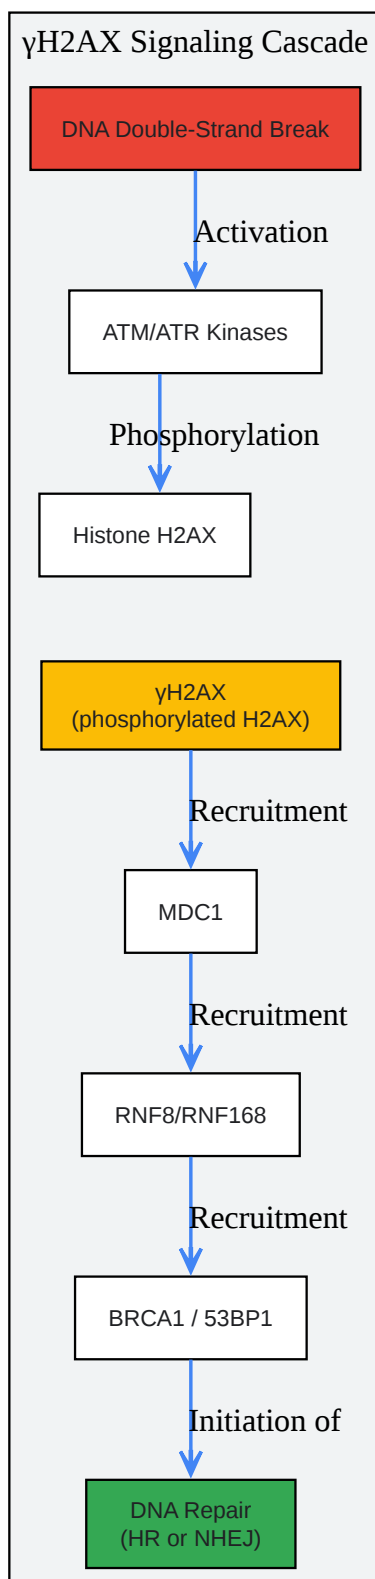 γH2AX Signaling Cascade
DNA Double-Strand Break
Activation
ATM/ATR Kinases
Phosphorylation
Histone H2AX
γH2AX
(phosphorylated H2AX)
Recruitment
MDC1
Recruitment
RNF8/RNF168
Recruitment
BRCA1 / 53BP1
Initiation of
DNA Repair
(HR or NHEJ)